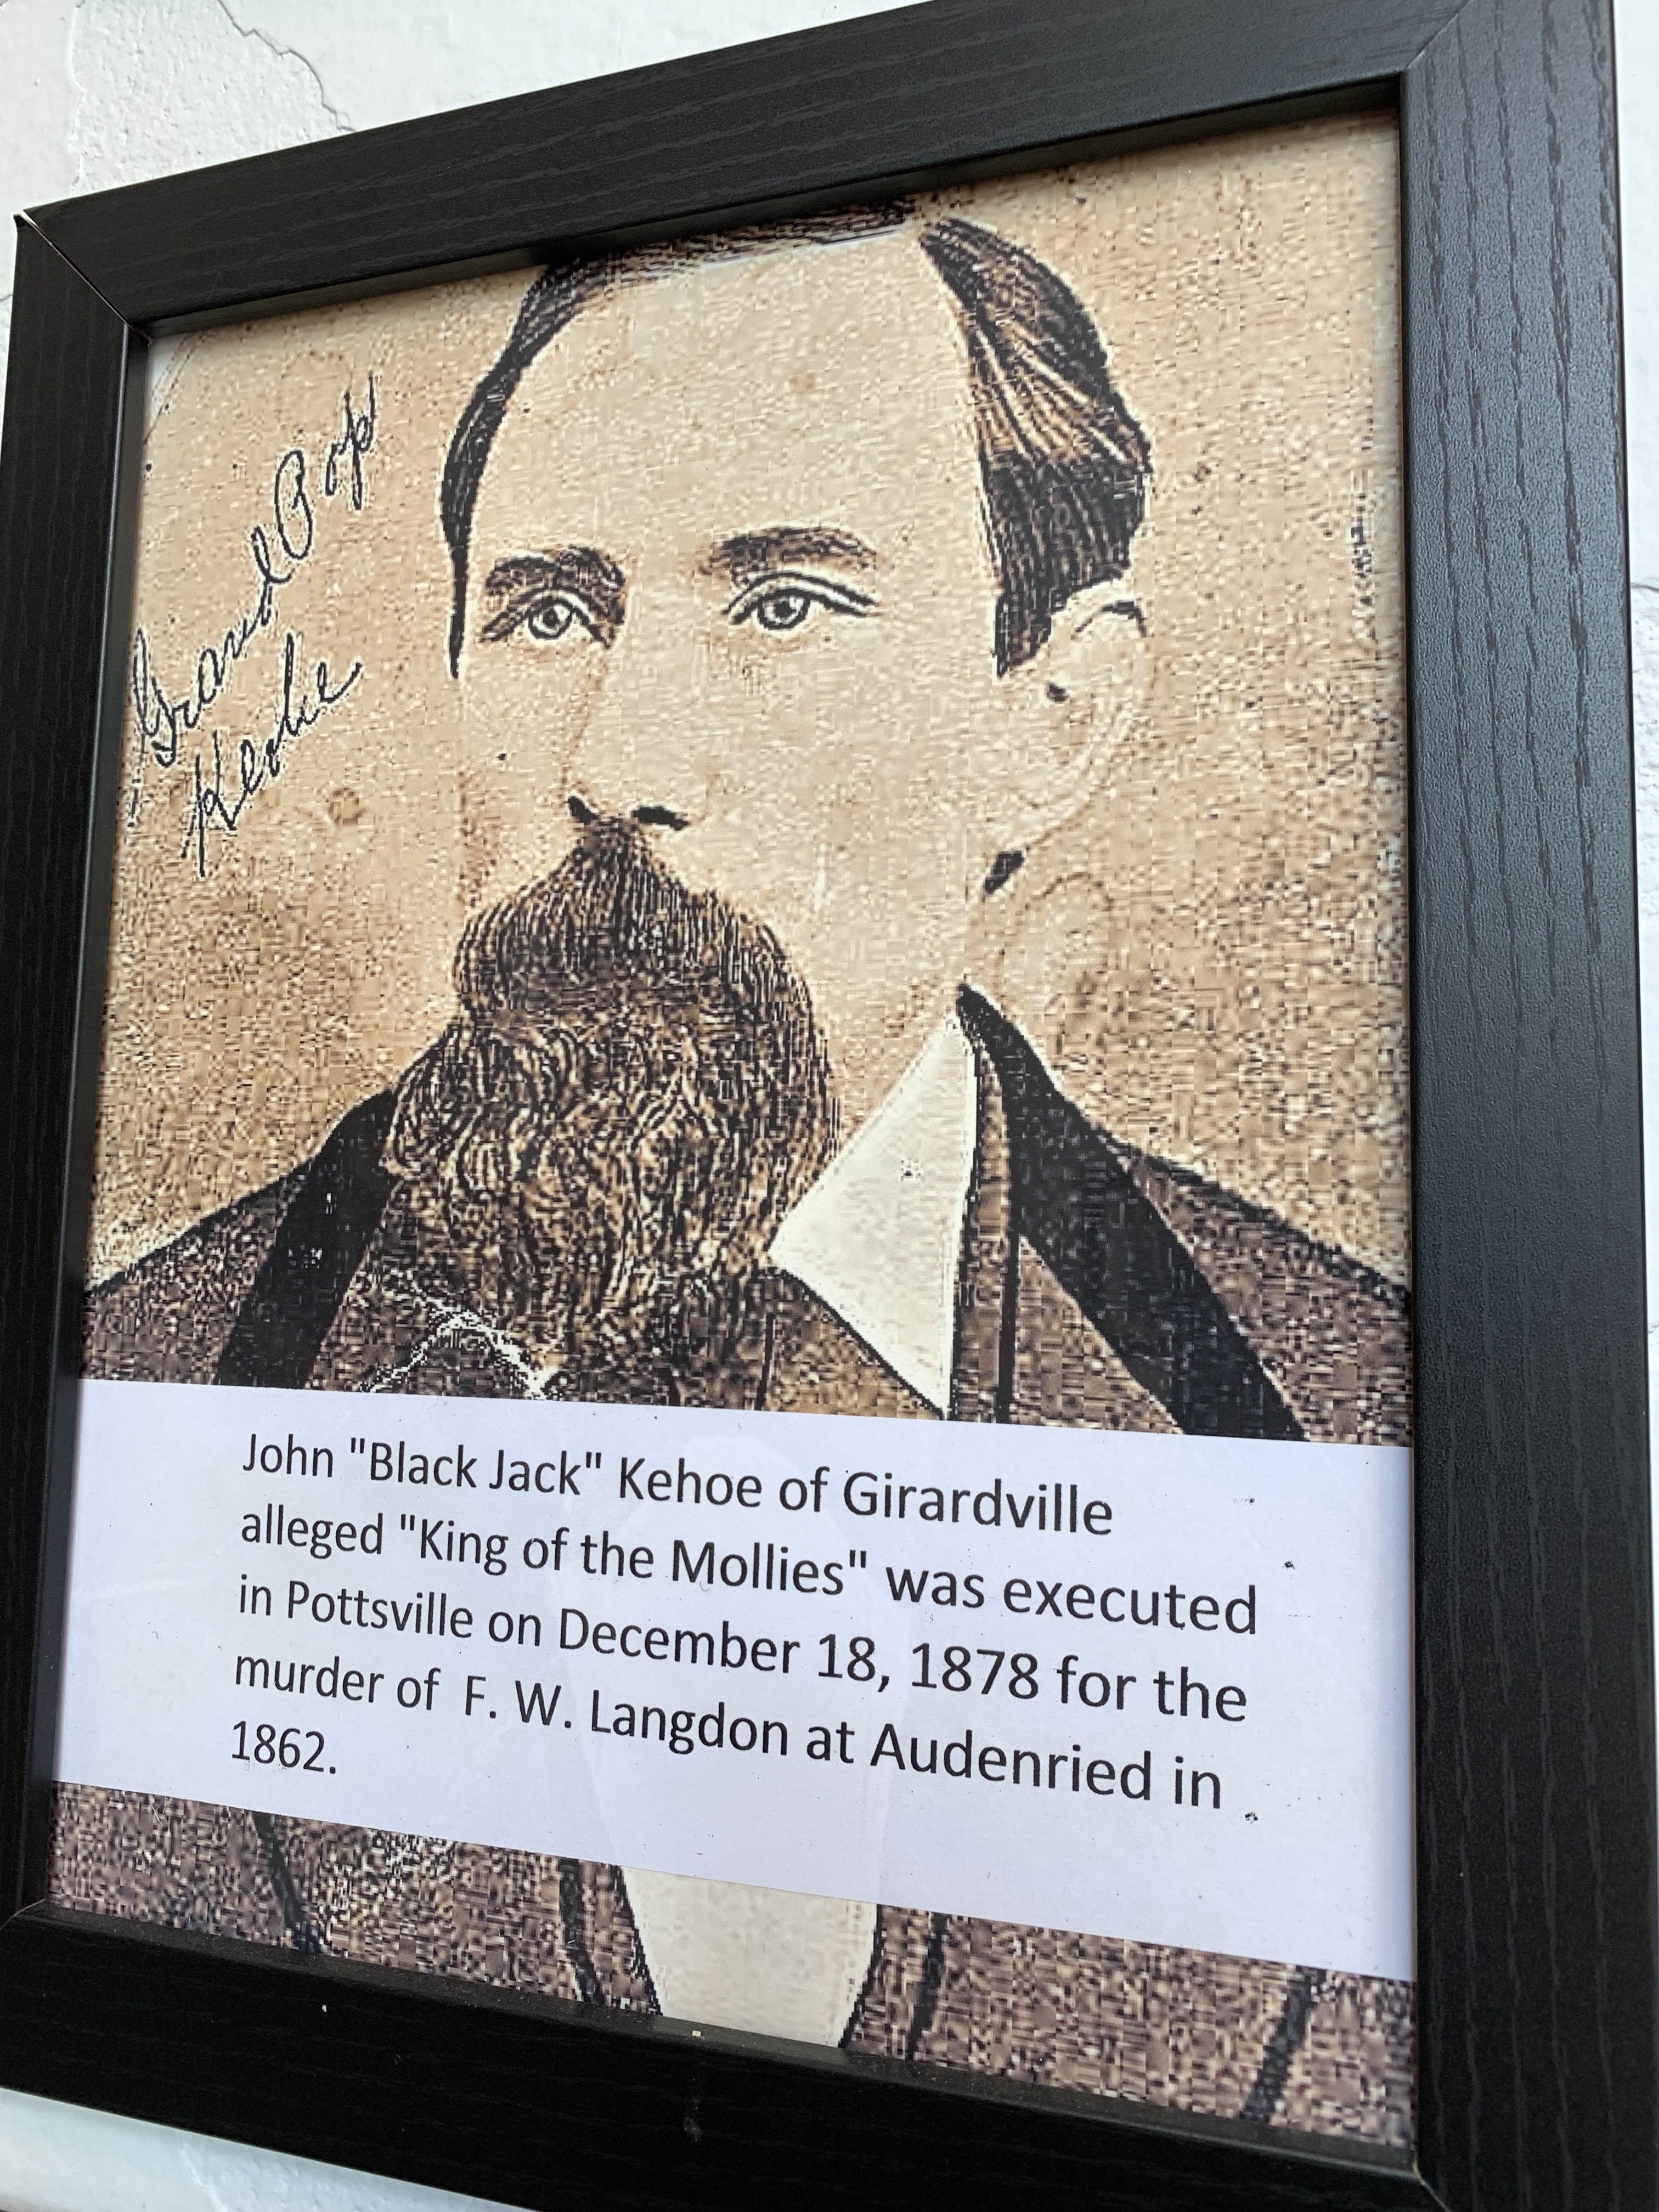 Grand Pop
Kehoe
John "Black Jack" Kehoe of Girardville
alleged "King of the Mollies" was executed
in Pottsville on December 18, 1878 for the
murder of F. W. Langdon at Audenried in
1862.